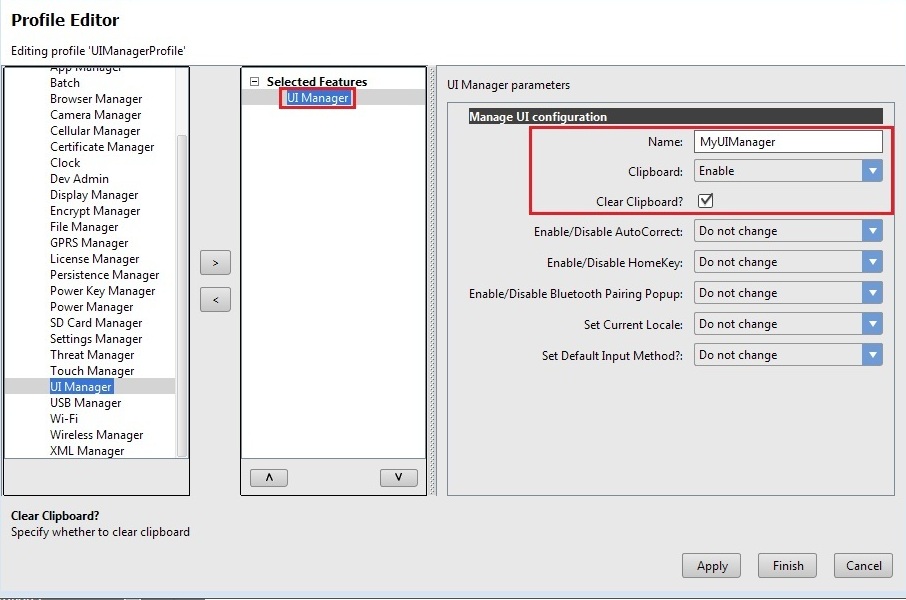 Profile Editor
Editing profile 'UIManagerProfile'
App Manager
Batch
Browser Manager
Camera Manager
Cellular Manager
Certificate Manager
Clock
Dev Admin
Display Manager
Encrypt Manager
File Manager
GPRS Manager
License Manager
Persistence Manager
Power Key Manager
Power Manager
SD Card Manager
Settings Manager
Threat Manager
Touch Manager
UI Manager
USB Manager
Wi-Fi
Wireless Manager
XML Manager
>
<
Selected Features
UI Manager
UI Manager parameters
Manage UI configuration
Name: MyUIManager
Clipboard: Enable
Clear Clipboard?
Enable/Disable AutoCorrect: Do not change
Enable/Disable HomeKey: Do not change
Enable/Disable Bluetooth Pairing Popup: Do not change
Set Current Locale: Do not change
Set Default Input Method?: Do not change
Clear Clipboard?
Specify whether to clear clipboard
Apply Finish Cancel